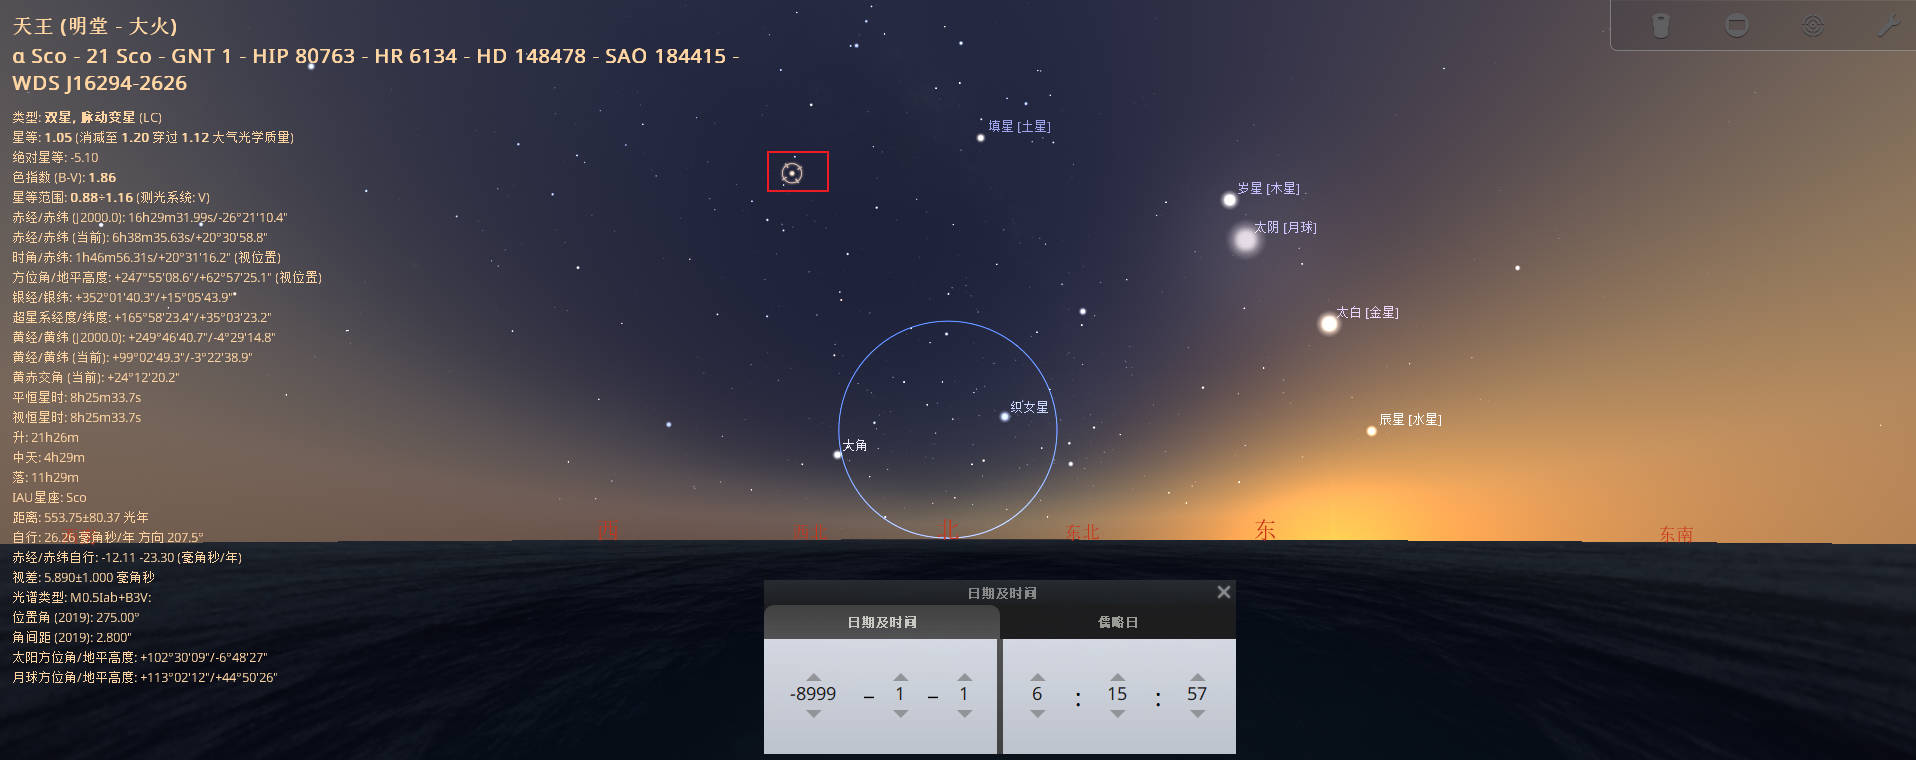 天王 (明堂 - 大火)
α Sco - 21 Sco - GNT 1 - HIP 80763 - HR 6134 - HD 148478 - SAO 184415 -
WDS J16294-2626
类型: 双星, 脉动变星 (LC)
星等: 1.05 (消减至 1.20 穿过 1.12 大气光学质量)
绝对星等: -5.10
色指数 (B-V): 1.86
星等范围: 0.88÷1.16 (测光系统: V)
赤经/赤纬 (J2000.0): 16h29m31.99s/-26°21'10.4"
赤经/赤纬 (当前): 6h38m35.63s/+20°30'58.8"
时角/赤纬: 1h46m56.31s/+20°31'16.2" (视位置)
方位角/地平高度: +247°55'08.6"/+62°57'25.1" (视位置)
银经/银纬: +352°01'40.3"/+15°05'43.9"
超星系经度/纬度: +165°58'23.4"/+35°03'23.2"
黄经/黄纬 (J2000.0): +249°46'40.7"/-4°29'14.8"
黄经/黄纬 (当前): +99°02'49.3"/-3°22'38.9"
黄赤交角 (当前): +24°12'20.2"
平恒星时: 8h25m33.7s
视恒星时: 8h25m33.7s
升: 21h26m
中天: 4h29m
落: 11h29m
IAU星座: Sco
距离: 553.75±80.37 光年
自行: 26.26 毫角秒/年 方向 207.5°
赤经/赤纬自行: -12.11 -23.30 (毫角秒/年)
视差: 5.890±1.000 毫角秒
光谱类型: M0.5Iab+B3V:
位置角 (2019): 275.00°
角间距 (2019): 2.800"
太阳方位角/地平高度: +102°30'09"/-6°48'27"
月球方位角/地平高度: +113°02'12"/+44°50'26"
填星 [土星]
岁星 [木星]
太阴 [月球]
太白 [金星]
织女星
辰星 [水星]
大角
西
西北
北
东北
东
东南
日期及时间
日期及时间
儒略日
-8999 – 1 – 1
6 : 15 : 57